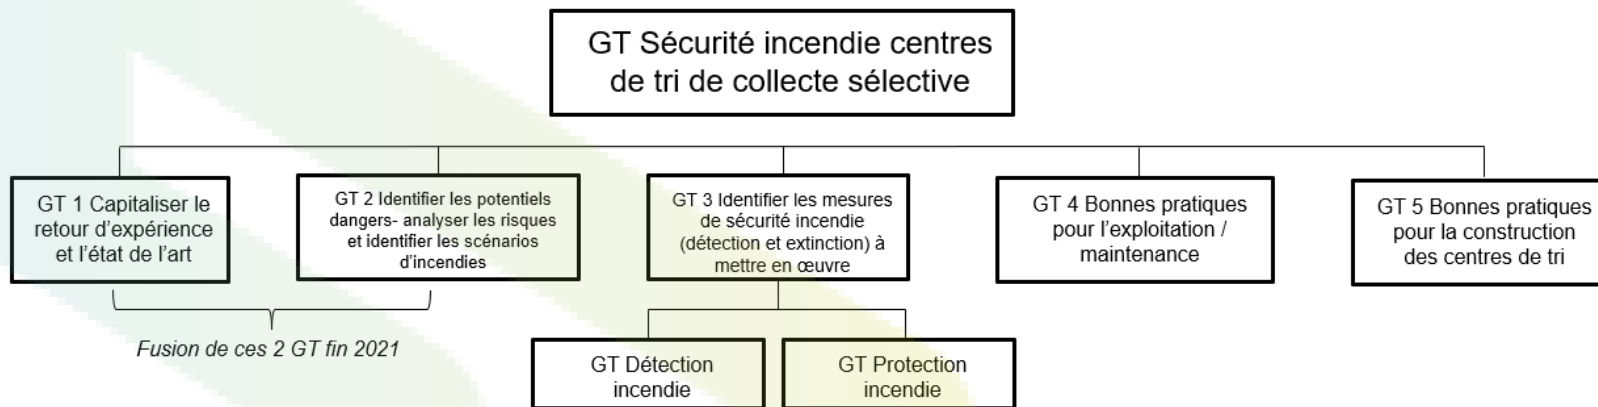 GT Sécurité incendie centres
de tri de collecte sélective
GT 1 Capitaliser le
retour d'expérience
et l'état de l'art
GT 2 Identifier les potentiels
dangers- analyser les risques
et identifier les scénarios
d'incendies
GT 3 Identifier les mesures
de sécurité incendie
(détection et extinction) à
mettre en œuvre
GT 4 Bonnes pratiques
pour l'exploitation /
maintenance
GT 5 Bonnes pratiques
pour la construction
des centres de tri
Fusion de ces 2 GT fin 2021
GT Détection
incendie
GT Protection
incendie